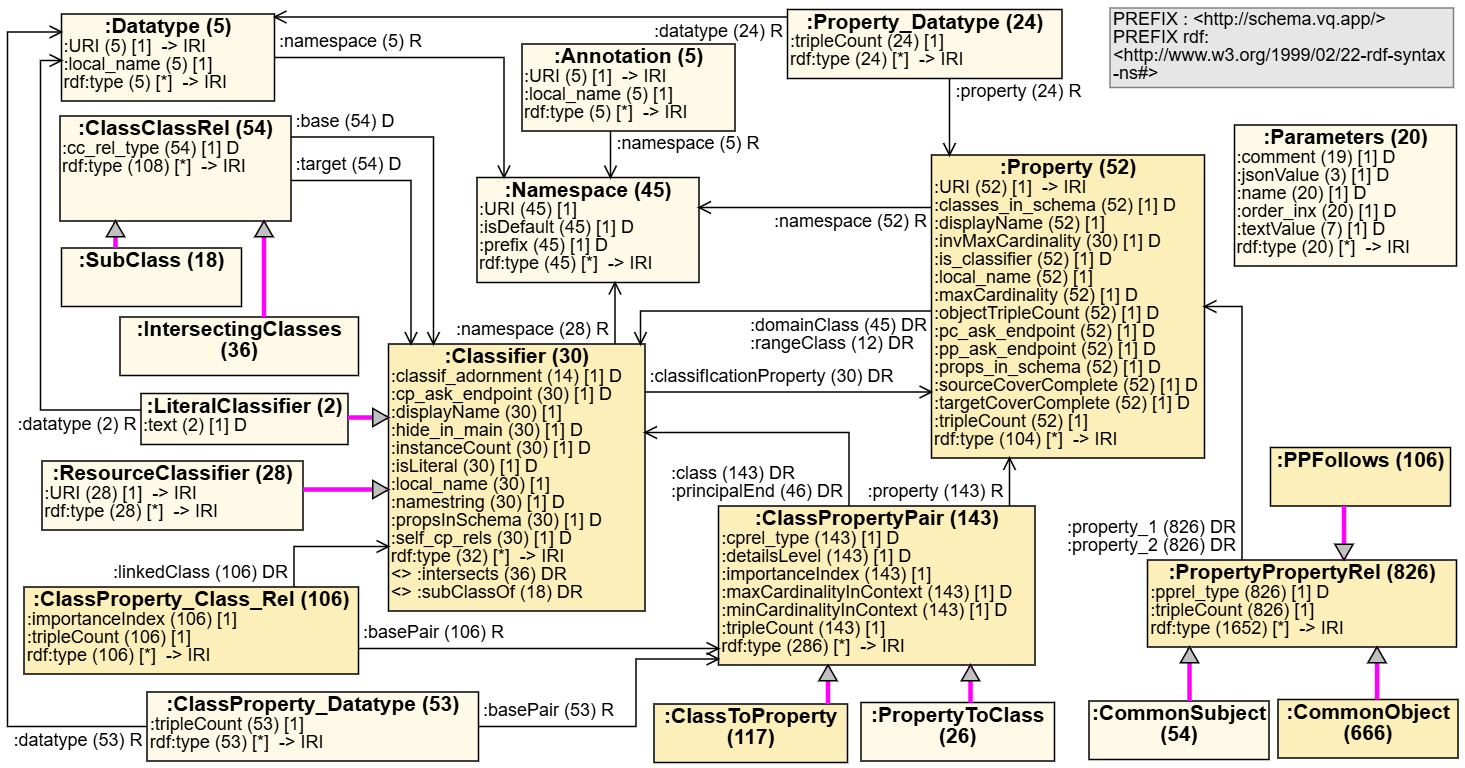 :Datatype (5)
:URI (5) [1]  -> IRI
:local_name (5) [1]
rdf:type (5) [*]  -> IRI
:namespace (5) R
:datatype (24) R
:Property_Datatype (24)
:tripleCount (24) [1]
rdf:type (24) [*]  -> IRI
:property (24) R
PREFIX : <http://schema.vq.app/>
PREFIX rdf:
<http://www.w3.org/1999/02/22-rdf-syntax
-ns#>
:Annotation (5)
:URI (5) [1]  -> IRI
:local_name (5) [1]
rdf:type (5) [*]  -> IRI
:namespace (5) R
:ClassClassRel (54)
:cc_rel_type (54) [1] D
rdf:type (108) [*]  -> IRI
:base (54) D
:target (54) D
:Namespace (45)
:URI (45) [1]
:isDefault (45) [1] D
:prefix (45) [1] D
rdf:type (45) [*]  -> IRI
:namespace (52) R
:Property (52)
:URI (52) [1]  -> IRI
:classes_in_schema (52) [1] D
:displayName (52) [1]
:invMaxCardinality (30) [1] D
:is_classifier (52) [1] D
:local_name (52) [1]
:maxCardinality (52) [1] D
:objectTripleCount (52) [1] D
:pc_ask_endpoint (52) [1] D
:pp_ask_endpoint (52) [1] D
:props_in_schema (52) [1] D
:sourceCoverComplete (52) [1] D
:targetCoverComplete (52) [1] D
:tripleCount (52) [1]
rdf:type (104) [*]  -> IRI
:Parameters (20)
:comment (19) [1] D
:jsonValue (3) [1] D
:name (20) [1] D
:order_inx (20) [1] D
:textValue (7) [1] D
rdf:type (20) [*]  -> IRI
:SubClass (18)
:IntersectingClasses
(36)
:namespace (28) R
:domainClass (45) DR
:rangeClass (12) DR
:classifIcationProperty (30) DR
:Classifier (30)
:classif_adornment (14) [1] D
:cp_ask_endpoint (30) [1] D
:displayName (30) [1]
:hide_in_main (30) [1] D
:instanceCount (30) [1] D
:isLiteral (30) [1] D
:local_name (30) [1]
:namestring (30) [1] D
:propsInSchema (30) [1] D
:self_cp_rels (30) [1] D
rdf:type (32) [*]  -> IRI
<> :intersects (36) DR
<> :subClassOf (18) DR
:LiteralClassifier (2)
:text (2) [1] D
:datatype (2) R
:ResourceClassifier (28)
:URI (28) [1]  -> IRI
rdf:type (28) [*]  -> IRI
:class (143) DR
:principalEnd (46) DR
:property (143) R
:PPFollows (106)
:property_1 (826) DR
:property_2 (826) DR
:ClassPropertyPair (143)
:cprel_type (143) [1] D
:detailsLevel (143) [1] D
:importanceIndex (143) [1]
:maxCardinalityInContext (143) [1] D
:minCardinalityInContext (143) [1] D
:tripleCount (143) [1]
rdf:type (286) [*]  -> IRI
:PropertyPropertyRel (826)
:pprel_type (826) [1] D
:tripleCount (826) [1]
rdf:type (1652) [*]  -> IRI
:linkedClass (106) DR
:ClassProperty_Class_Rel (106)
:importanceIndex (106) [1]
:tripleCount (106) [1]
rdf:type (106) [*]  -> IRI
:basePair (106) R
:ClassProperty_Datatype (53)
:tripleCount (53) [1]
rdf:type (53) [*]  -> IRI
:datatype (53) R
:basePair (53) R
:ClassToProperty
(117)
:PropertyToClass
(26)
:CommonSubject
(54)
:CommonObject
(666)